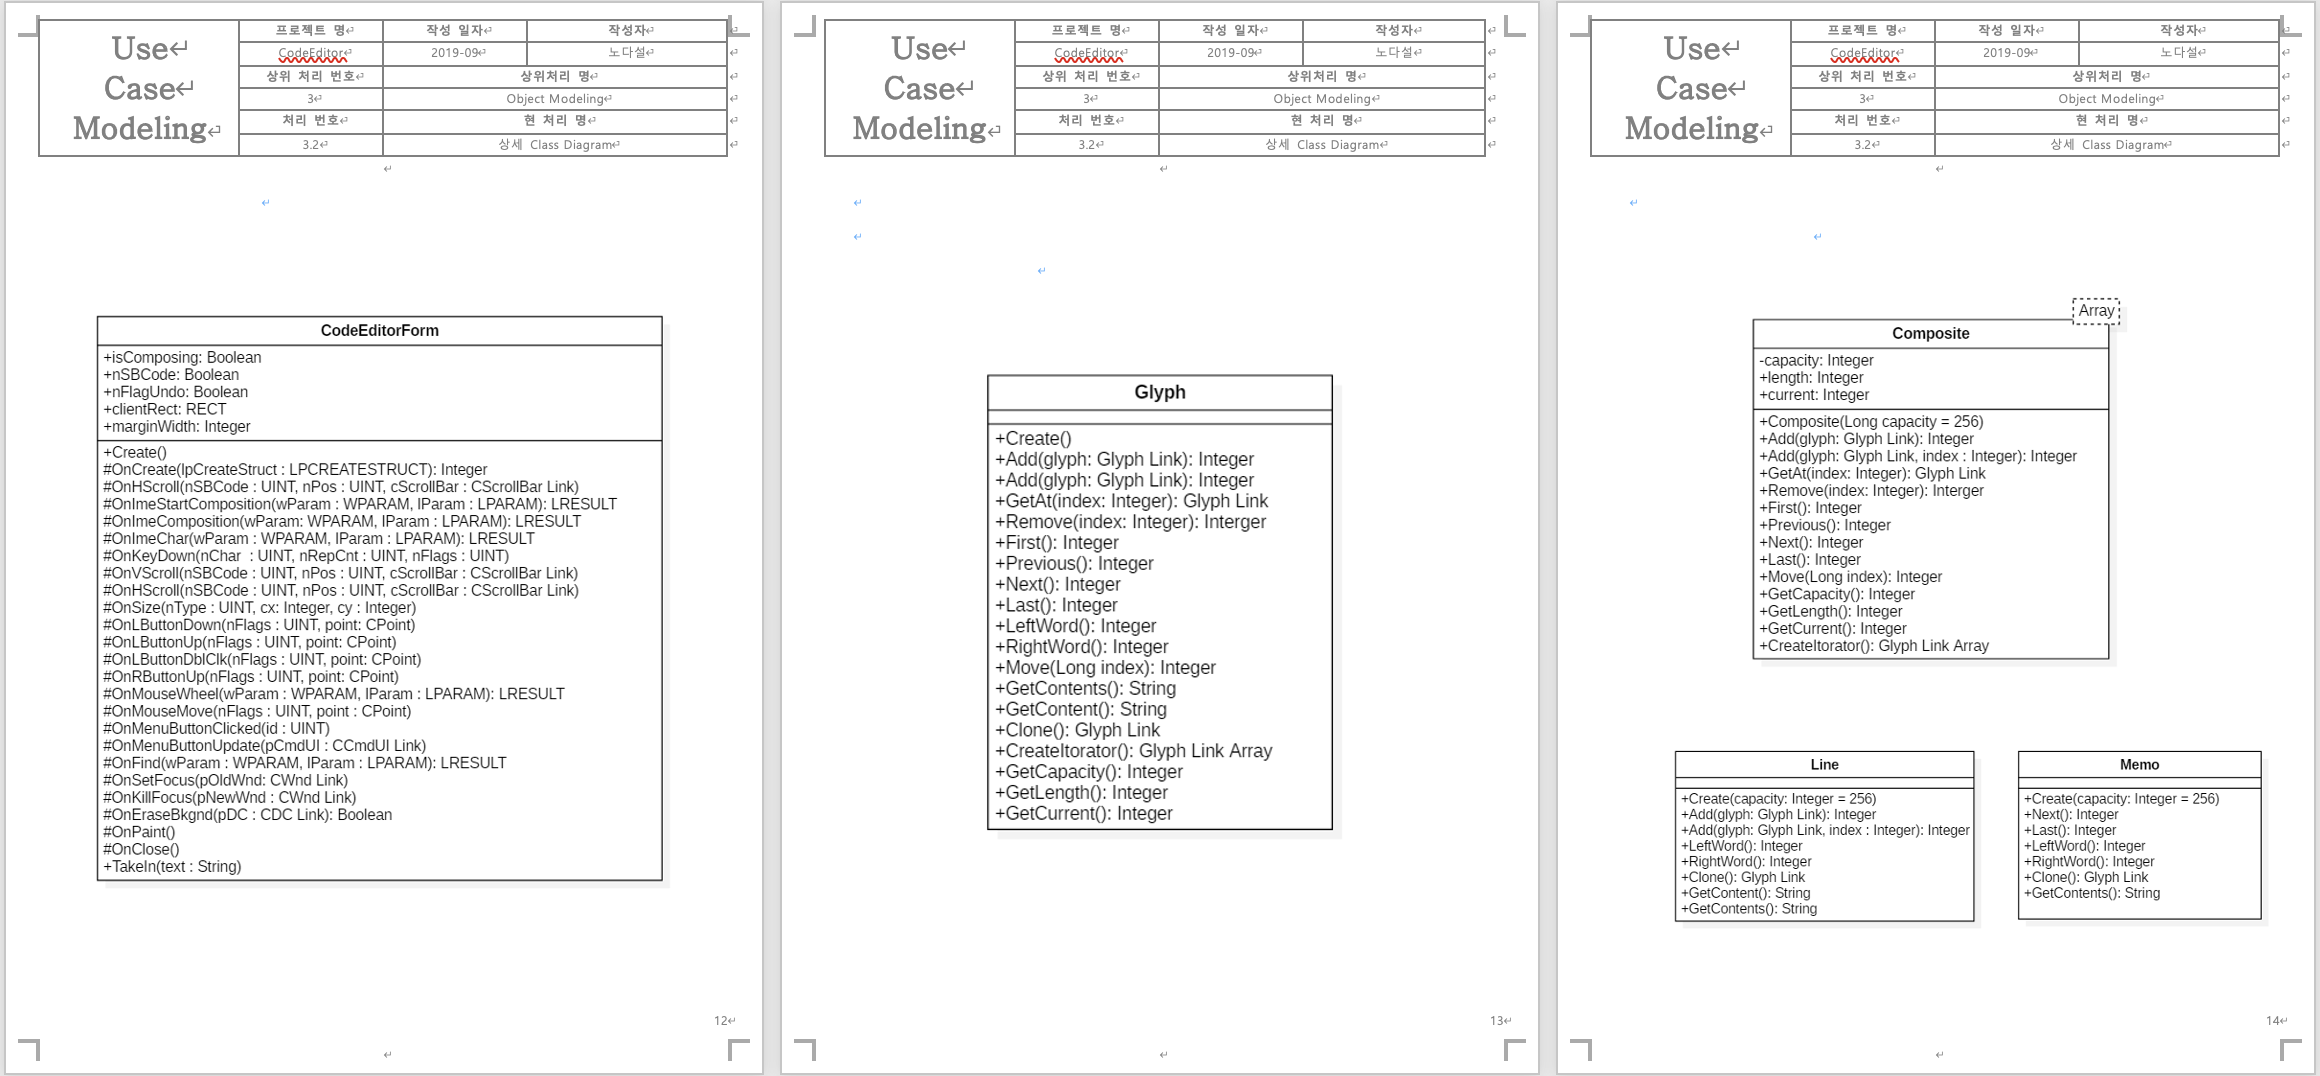 Use
Case
Modeling
프로젝트 명
작성 일자
작성자
CodeEditor
2019-09
노다설
상위 처리 번호
상위처리 명
3
Object Modeling
처리 번호
현 처리 명
3.2
상세 Class Diagram
CodeEditorForm
+isComposing: Boolean
+nSBCode: Boolean
+nFlagUndo: Boolean
+clientRect: RECT
+marginWidth: Integer
+Create()
#OnCreate(lpCreateStruct : LPCREATESTRUCT): Integer
#OnHScroll(nSBCode : UINT, nPos : UINT, cScrollBar : CScrollBar Link)
#OnImeStartComposition(wParam : WPARAM, lParam : LPARAM): LRESULT
#OnImeComposition(wParam: WPARAM, lParam : LPARAM): LRESULT
#OnImeChar(wParam : WPARAM, lParam : LPARAM): LRESULT
#OnKeyDown(nChar  : UINT, nRepCnt : UINT, nFlags : UINT)
#OnVScroll(nSBCode : UINT, nPos : UINT, cScrollBar : CScrollBar Link)
#OnHScroll(nSBCode : UINT, nPos : UINT, cScrollBar : CScrollBar Link)
#OnSize(nType : UINT, cx: Integer, cy : Integer)
#OnLButtonDown(nFlags : UINT, point: CPoint)
#OnLButtonUp(nFlags : UINT, point: CPoint)
#OnLButtonDblClk(nFlags : UINT, point: CPoint)
#OnRButtonUp(nFlags : UINT, point: CPoint)
#OnMouseWheel(wParam : WPARAM, lParam : LPARAM): LRESULT
#OnMouseMove(nFlags : UINT, point : CPoint)
#OnMenuButtonClicked(id : UINT)
#OnMenuButtonUpdate(pCmdUI : CCmdUI Link)
#OnFind(wParam : WPARAM, lParam : LPARAM): LRESULT
#OnSetFocus(pOldWnd: CWnd Link)
#OnKillFocus(pNewWnd : CWnd Link)
#OnEraseBkgnd(pDC : CDC Link): Boolean
#OnPaint()
#OnClose()
+TakeIn(text : String)
12
Use
Case
Modeling
프로젝트 명
작성 일자
작성자
CodeEditor
2019-09
노다설
상위 처리 번호
상위처리 명
3
Object Modeling
처리 번호
현 처리 명
3.2
상세 Class Diagram
Glyph
+Create()
+Add(glyph: Glyph Link): Integer
+Add(glyph: Glyph Link): Integer
+GetAt(index: Integer): Glyph Link
+Remove(index: Integer): Interger
+First(): Integer
+Previous(): Integer
+Next(): Integer
+Last(): Integer
+LeftWord(): Integer
+RightWord(): Integer
+Move(Long index): Integer
+GetContents(): String
+GetContent(): String
+Clone(): Glyph Link
+CreateItorator(): Glyph Link Array
+GetCapacity(): Integer
+GetLength(): Integer
+GetCurrent(): Integer
13
Use
Case
Modeling
프로젝트 명
작성 일자
작성자
CodeEditor
2019-09
노다설
상위 처리 번호
상위처리 명
3
Object Modeling
처리 번호
현 처리 명
3.2
상세 Class Diagram
Array
Composite
-capacity: Integer
+length: Integer
+current: Integer
+Composite(Long capacity = 256)
+Add(glyph: Glyph Link): Integer
+Add(glyph: Glyph Link, index : Integer): Integer
+GetAt(index: Integer): Glyph Link
+Remove(index: Integer): Interger
+First(): Integer
+Previous(): Integer
+Next(): Integer
+Last(): Integer
+Move(Long index): Integer
+GetCapacity(): Integer
+GetLength(): Integer
+GetCurrent(): Integer
+CreateItorator(): Glyph Link Array
Line
+Create(capacity: Integer = 256)
+Add(glyph: Glyph Link): Integer
+Add(glyph: Glyph Link, index : Integer): Integer
+LeftWord(): Integer
+RightWord(): Integer
+Clone(): Glyph Link
+GetContent(): String
+GetContents(): String
Memo
+Create(capacity: Integer = 256)
+Next(): Integer
+Last(): Integer
+LeftWord(): Integer
+RightWord(): Integer
+Clone(): Glyph Link
+GetContents(): String
14